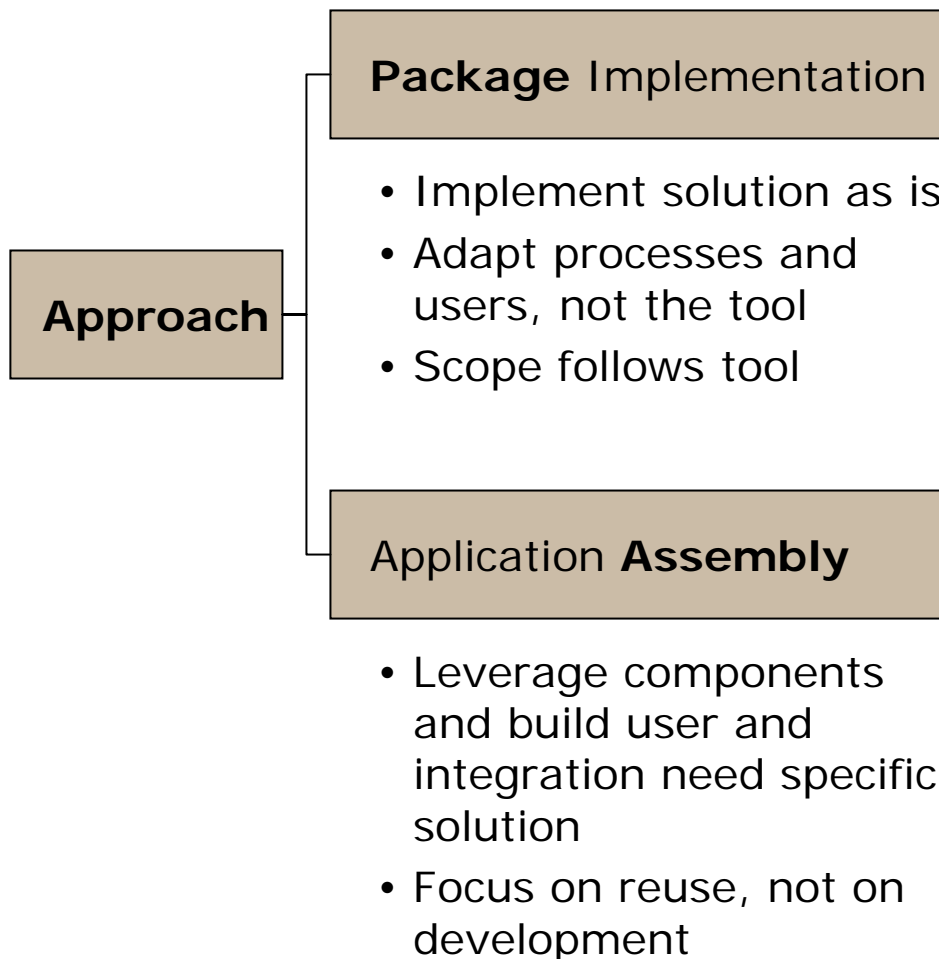 Package Implementation
• Implement solution as is
• Adapt processes and
users, not the tool
• Scope follows tool
Approach
Application Assembly
• Leverage components
and build user and
integration need specific
solution
• Focus on reuse, not on
development